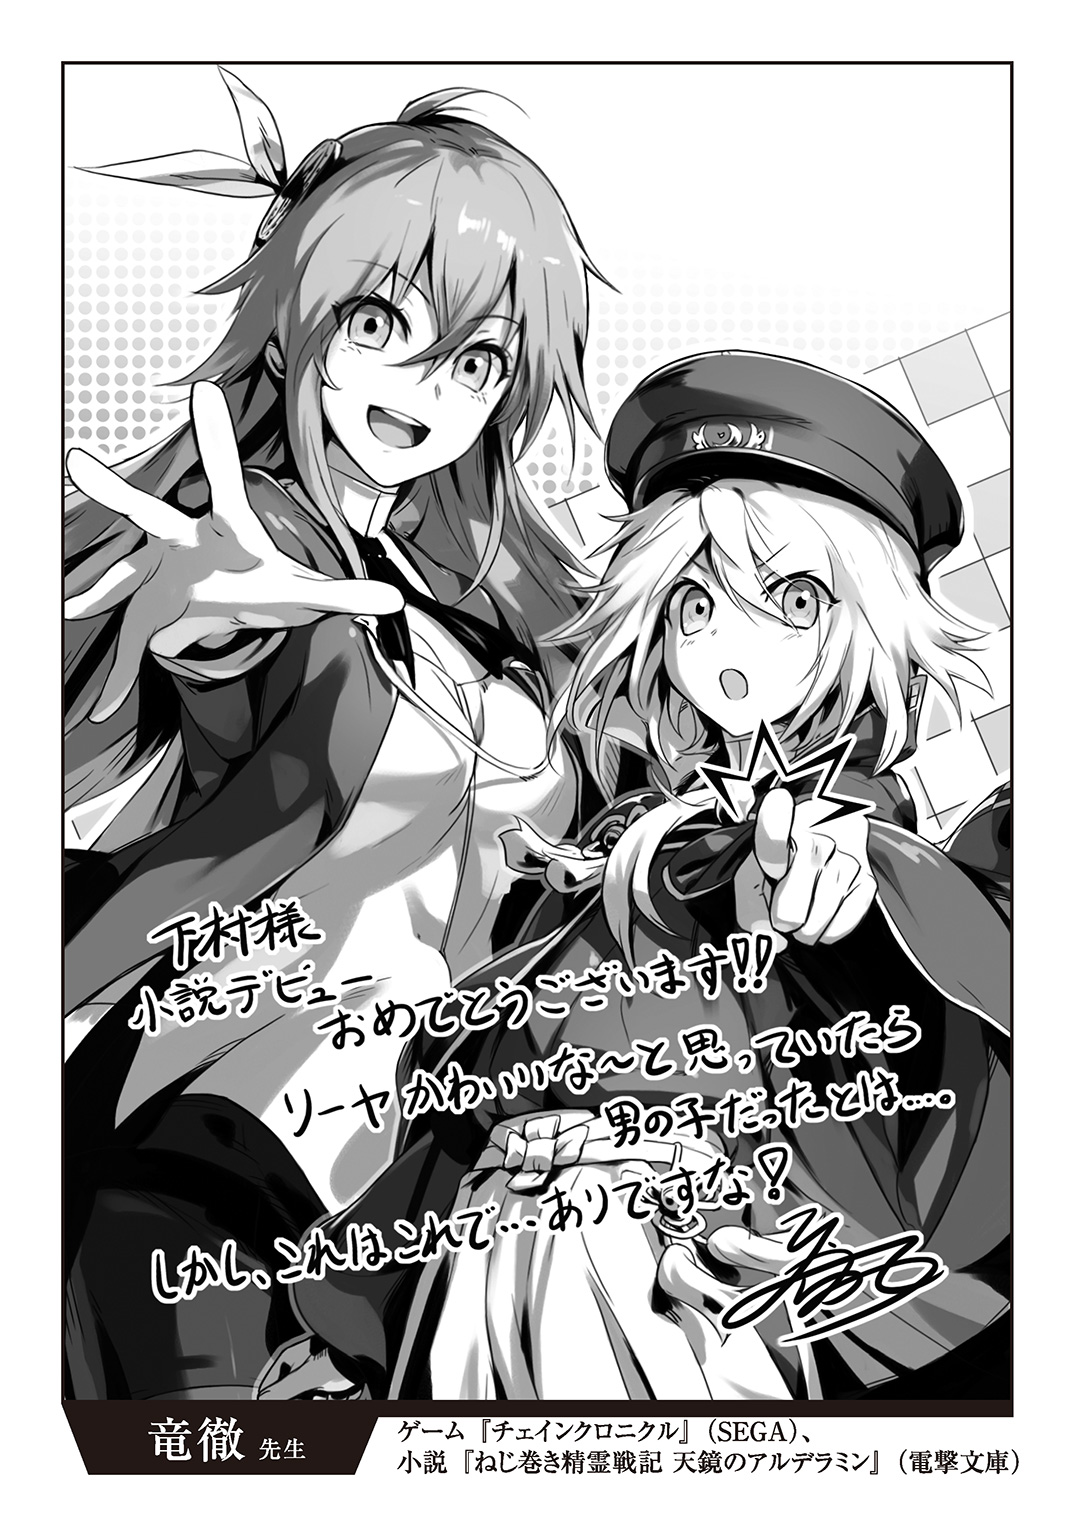 下村様
小説デビュー
おめでとうございます!!
リーヤかわいいな〜と思っていたら
男の子だったとは…。
しかし、これはこれで…ありですな!
竜徹 先生
ゲーム『チェインクロニクル』(SEGA)、
小説『ねじ巻き精霊戦記 天鏡のアルデラミン』(電撃文庫)